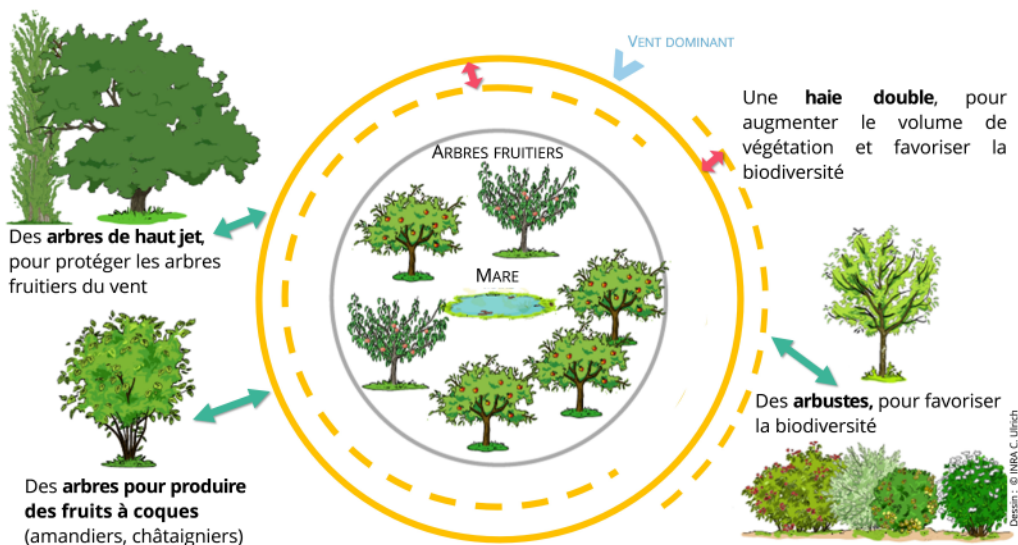 VENT DOMINANT
Une haie double, pour
augmenter le volume de
végétation et favoriser la
biodiversité
ARBRES FRUITIERS
MARE
Des arbres de haut jet,
pour protéger les arbres
fruitiers du vent
Des arbustes, pour favoriser
la biodiversité
Des arbres pour produire
des fruits à coques
(amandiers, châtaigniers)
Dessin : © INRA C. Ulrich